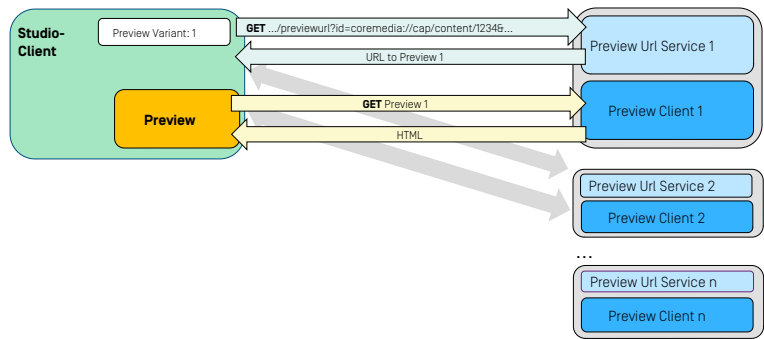 Studio-
Client
Preview Variant: 1
GET .../previewurl?id=coremedia://cap/content/1234&...
Preview Url Service 1
URL to Preview 1
Preview
GET Preview 1
Preview Client 1
HTML
Preview Url Service 2
Preview Client 2
...
Preview Url Service n
Preview Client n